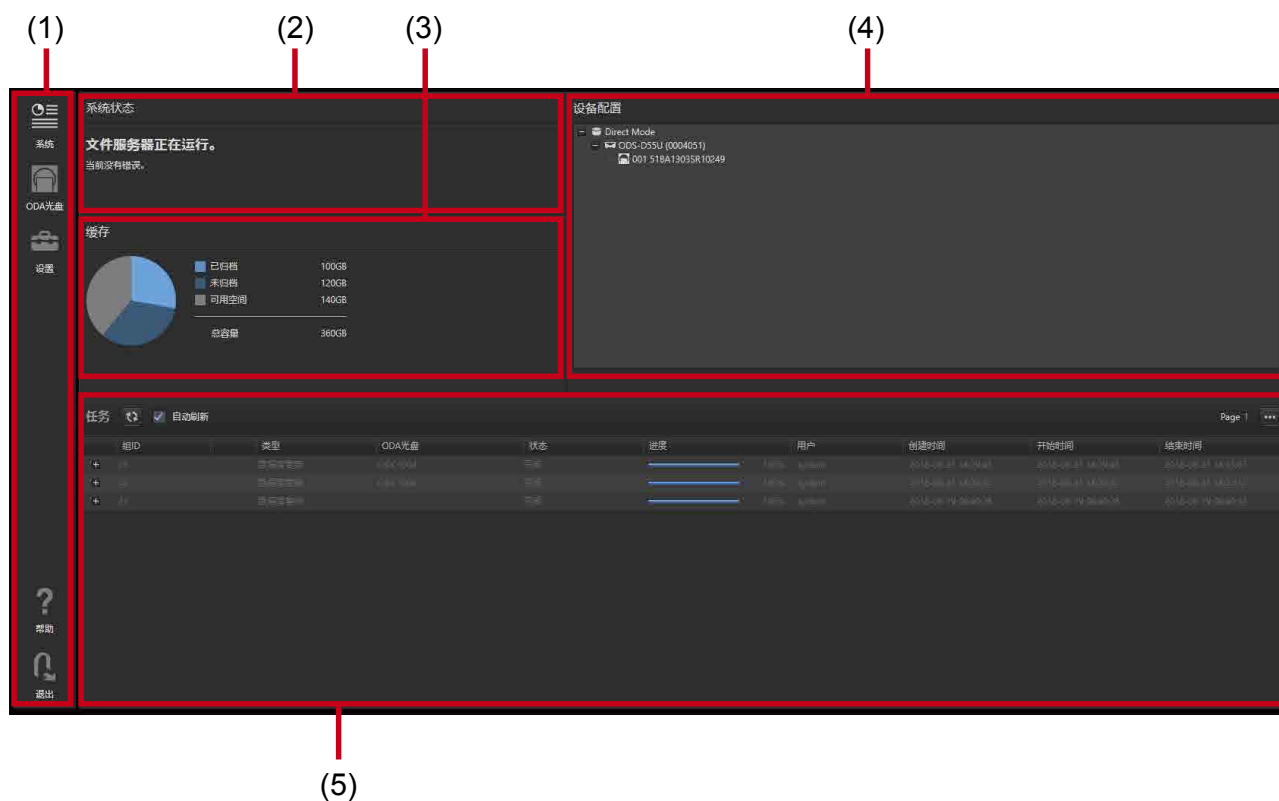 (1)
(2)
(3)
(4)
系统
ODA光盘
设置
帮助
退出
系统状态
文件服务器正在运行。
当前没有错误。
缓存
已归档 100GB
未归档 120GB
可用空间 140GB
总容量 360GB
设备配置
Direct Mode
ODS-D55U (0004051)
001 518A13035R10249
任务 自动刷新 Page 1
组ID 类型 ODA光盘 状态 进度 用户 创建时间 开始时间 结束时间
(5)